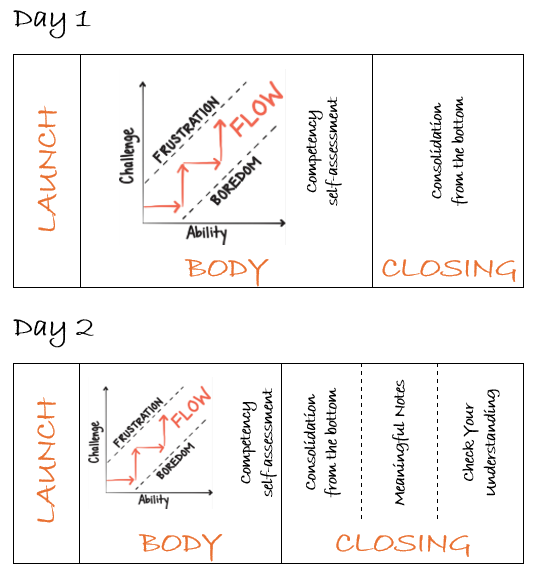 Day 1
LAUNCH
Challenge
FRUSTRATION
FLOW
BOREDOM
Ability
Competency
self-assessment
BODY
Consolidation
from the bottom
CLOSING
Day 2
LAUNCH
Challenge
FRUSTRATION
FLOW
BOREDOM
Ability
Competency
self-assessment
BODY
Consolidation
from the bottom
Meaningful Notes
Check Your
Understanding
CLOSING